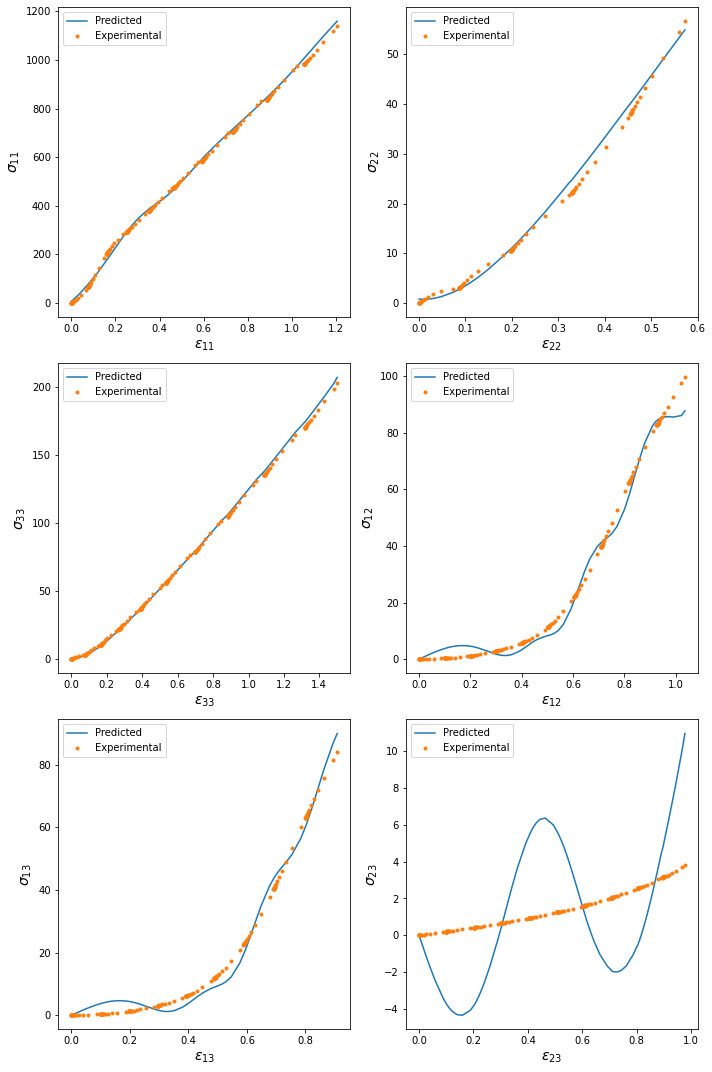 Predicted
Experimental
σ11
0 200 400 600 800 1000 1200
0.0 0.2 0.4 0.6 0.8 1.0 1.2
ε11
Predicted
Experimental
σ22
0 10 20 30 40 50
0.0 0.1 0.2 0.3 0.4 0.5 0.6
ε22
Predicted
Experimental
σ33
0 50 100 150 200
0.0 0.2 0.4 0.6 0.8 1.0 1.2 1.4
ε33
Predicted
Experimental
σ12
0 20 40 60 80 100
0.0 0.2 0.4 0.6 0.8 1.0
ε12
Predicted
Experimental
σ13
0 20 40 60 80
0.0 0.2 0.4 0.6 0.8
ε13
Predicted
Experimental
σ23
−4 −2 0 2 4 6 8 10
0.0 0.2 0.4 0.6 0.8 1.0
ε23